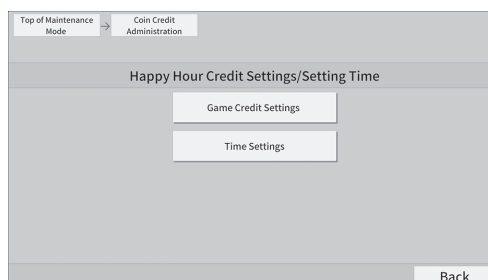 Top of Maintenance
Mode
→
Coin Credit
Administration
Happy Hour Credit Settings/Setting Time
Game Credit Settings
Time Settings
Back